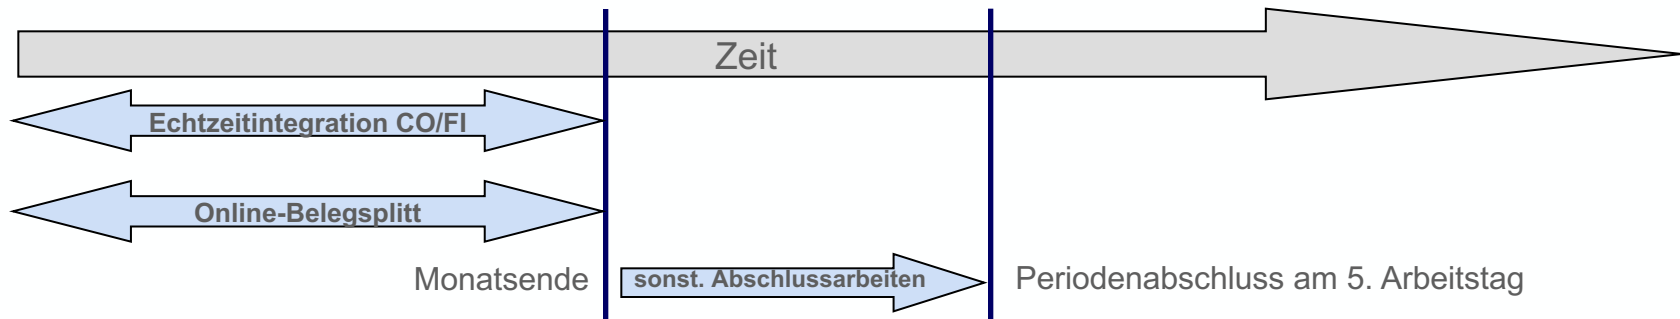 Zeit
Echtzeitintegration CO/FI
Online-Belegsplitt
Monatsende
sonst. Abschlussarbeiten
Periodenabschluss am 5. Arbeitstag